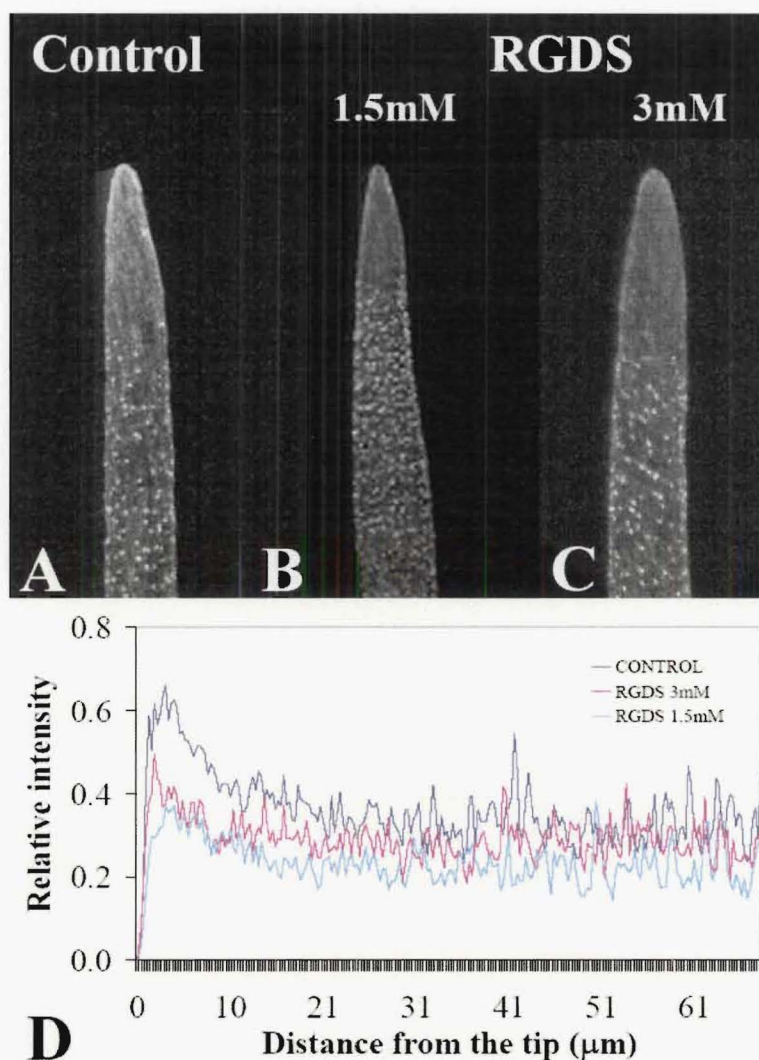 Control RGDS
1.5mM 3mM
A B C
0.8
0.6
0.4
0.2
0.0
Relative intensity
CONTROL
RGDS 3mM
RGDS 1.5mM
0 10 21 31 41 51 61
D Distance from the tip (μm)